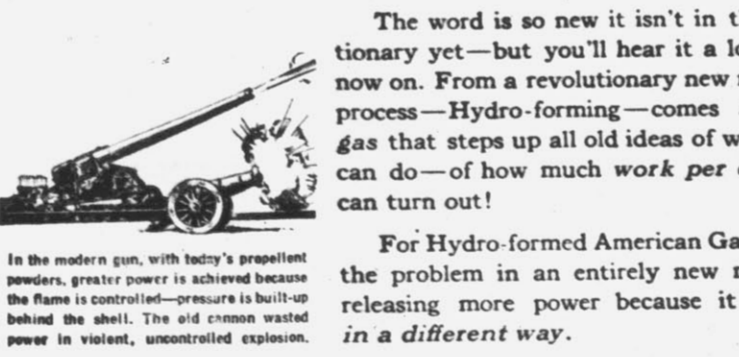 The word is so new it isn't in t
tionary yet—but you'll hear it a lo
now on. From a revolutionary new
process—Hydro-forming—comes
gas that steps up all old ideas of w
can do—of how much work per
can turn out!
For Hydro-formed American Ga
the problem in an entirely new
releasing more power because it
in a different way.
In the modern gun, with today's propellent
powders, greater power is achieved because
the flame is controlled—pressure is built-up
behind the shell. The old cannon wasted
power in violent, uncontrolled explosion.